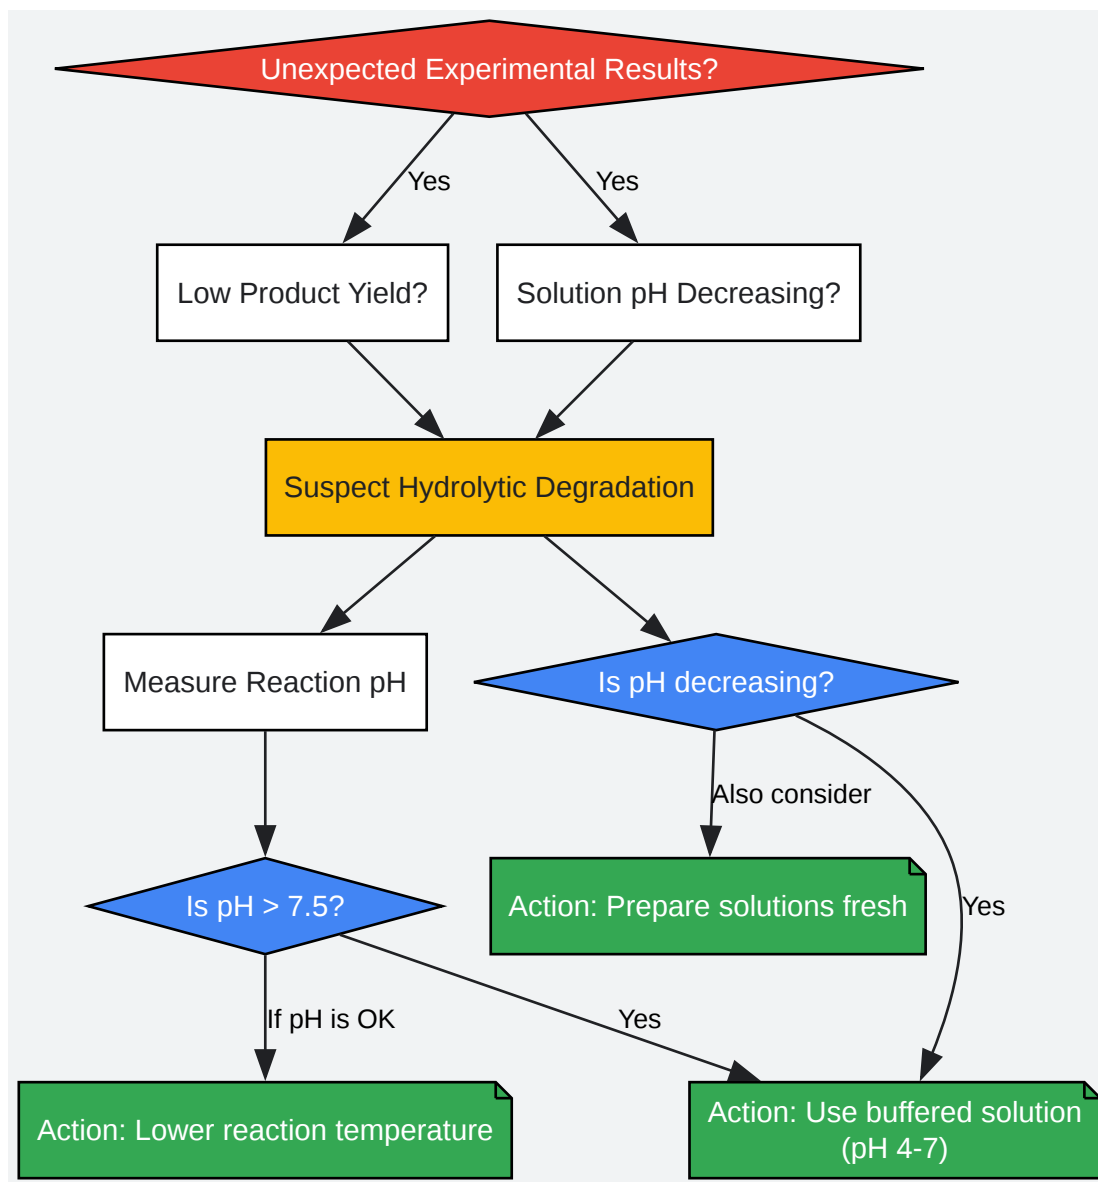 Unexpected Experimental Results?
Yes
Yes
Low Product Yield?
Solution pH Decreasing?
Suspect Hydrolytic Degradation
Measure Reaction pH
Is pH decreasing?
Also consider
Is pH > 7.5?
Action: Prepare solutions fresh
Yes
If pH is OK
Yes
Action: Lower reaction temperature
Action: Use buffered solution
(pH 4-7)